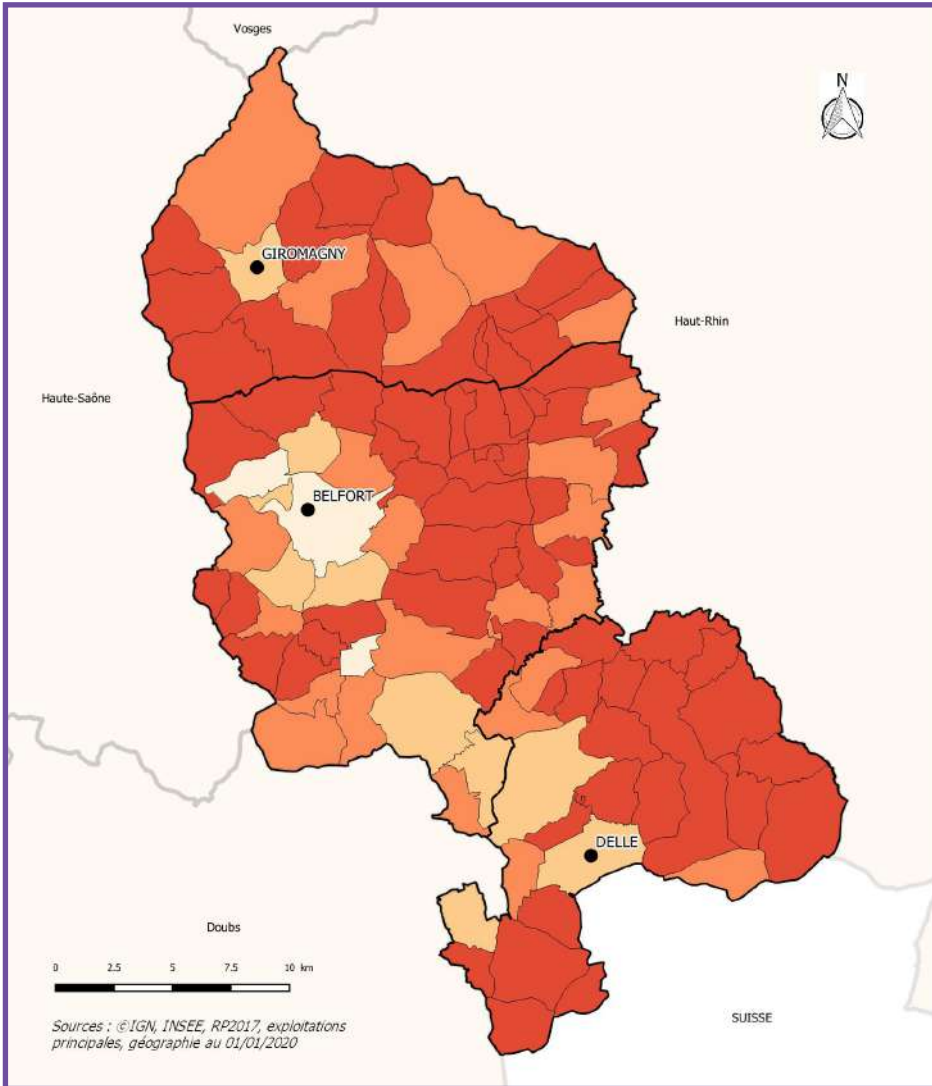 Vosges
N
GIROMAGNY
Haut-Rhin
Haute-Saône
BELFORT
DELLE
Doubs
0 2.5 5 7.5 10 km
SUISSE
Sources : ©IGN, INSEE, RP2017, exploitations
principales, géographie au 01/01/2020